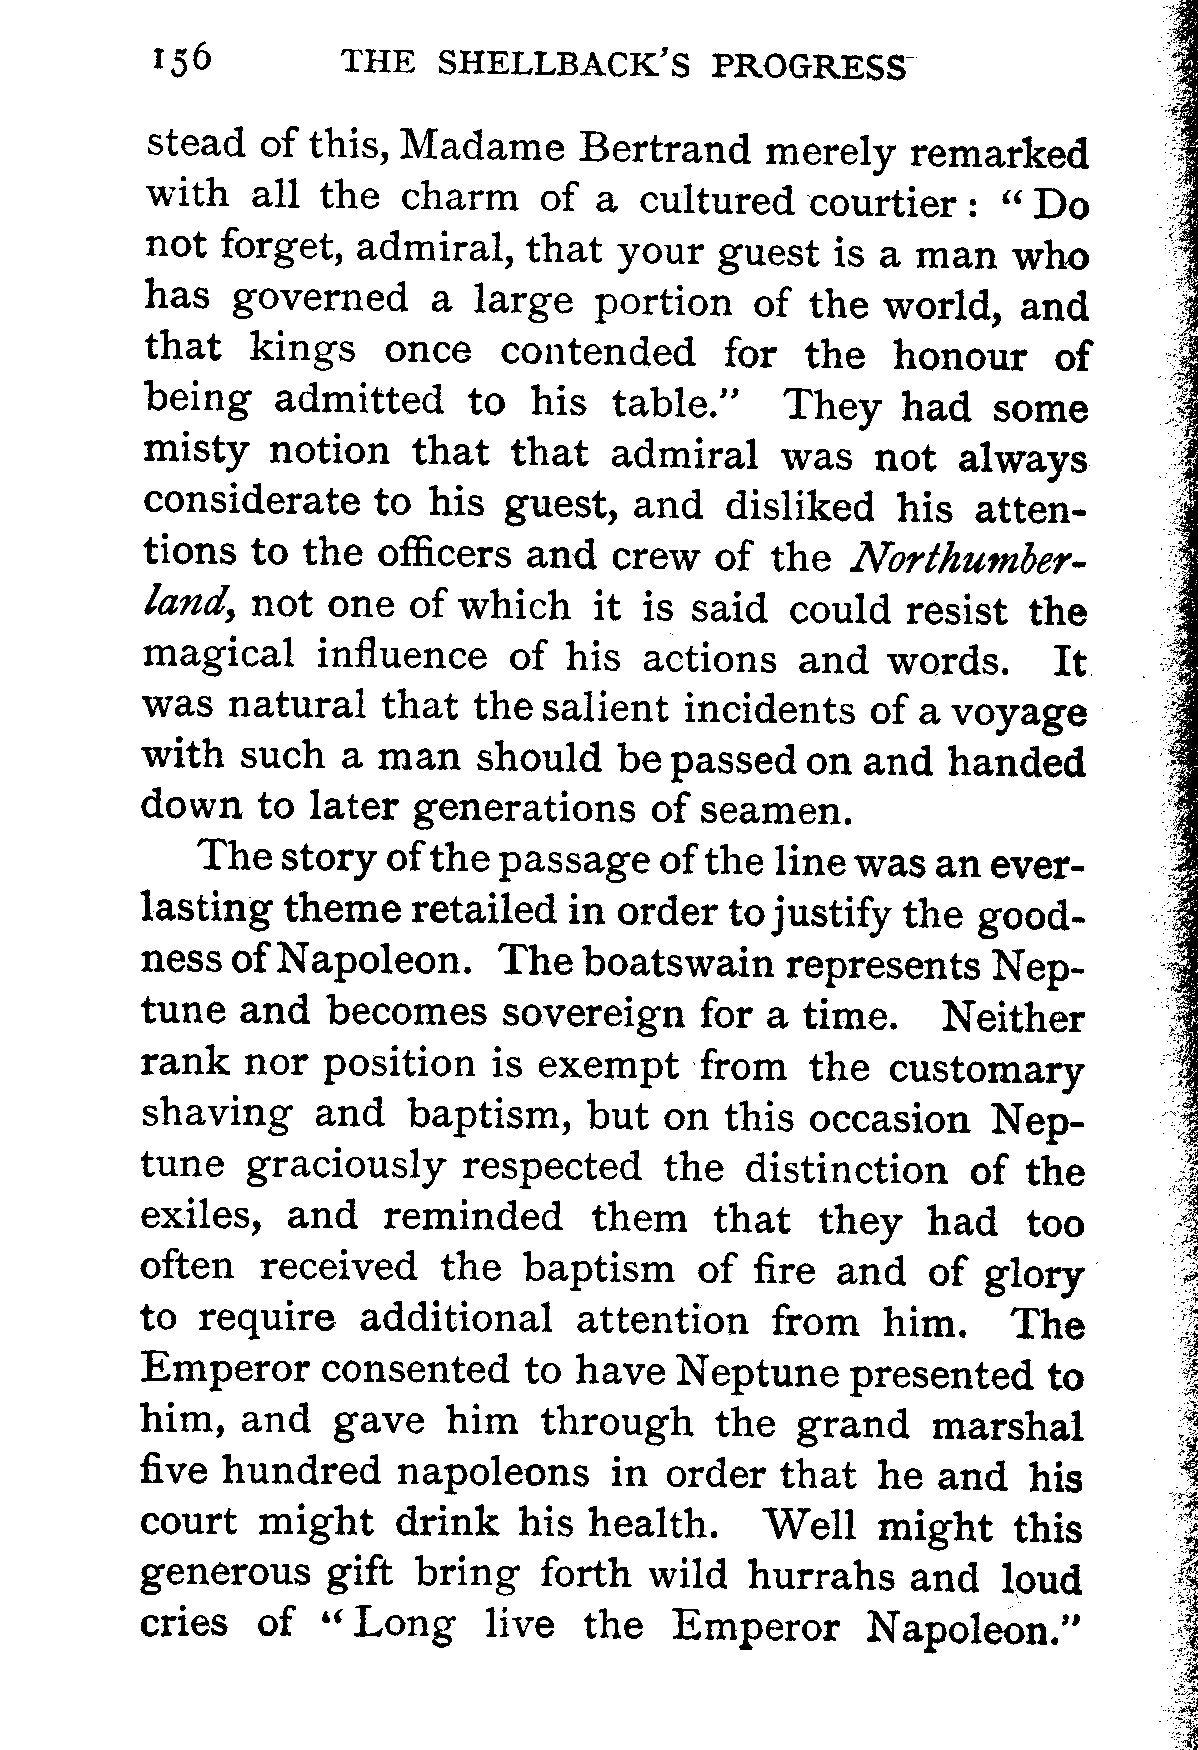 156 THE SHELLBACK'S PROGRESS
stead of this, Madame Bertrand merely remarked
with all the charm of a cultured courtier : " Do
not forget, admiral, that your guest is a man who
has governed a large portion of the world, and
that kings once contended for the honour of
being admitted to his table." They had some
misty notion that that admiral was not always
considerate to his guest, and disliked his atten-
tions to the officers and crew of the Northumber-
land, not one of which it is said could resist the
magical influence of his actions and words. It
was natural that the salient incidents of a voyage
with such a man should be passed on and handed
down to later generations of seamen.
The story of the passage of the line was an ever-
lasting theme retailed in order to justify the good-
ness of Napoleon. The boatswain represents Nep-
tune and becomes sovereign for a time. Neither
rank nor position is exempt from the customary
shaving and baptism, but on this occasion Nep-
tune graciously respected the distinction of the
exiles, and reminded them that they had too
often received the baptism of fire and of glory
to require additional attention from him. The
Emperor consented to have Neptune presented to
him, and gave him through the grand marshal
five hundred napoleons in order that he and his
court might drink his health. Well might this
generous gift bring forth wild hurrahs and loud
cries of " Long live the Emperor Napoleon."